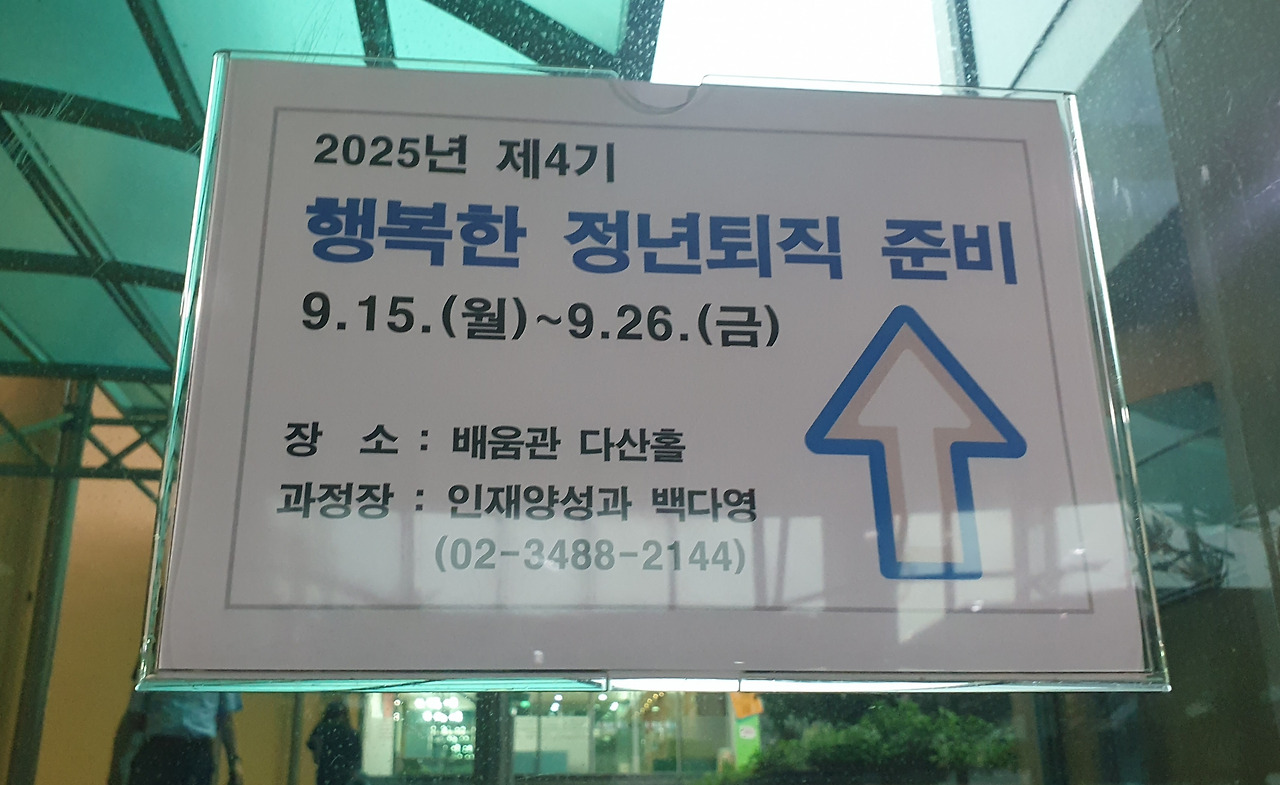 2025년 제4기
행복한 정년퇴직 준비
9.15.(월)~9.26.(금)
장 소 : 배움관 다산홀
과정장 : 인재양성과 백다영
(02-3488-2144)